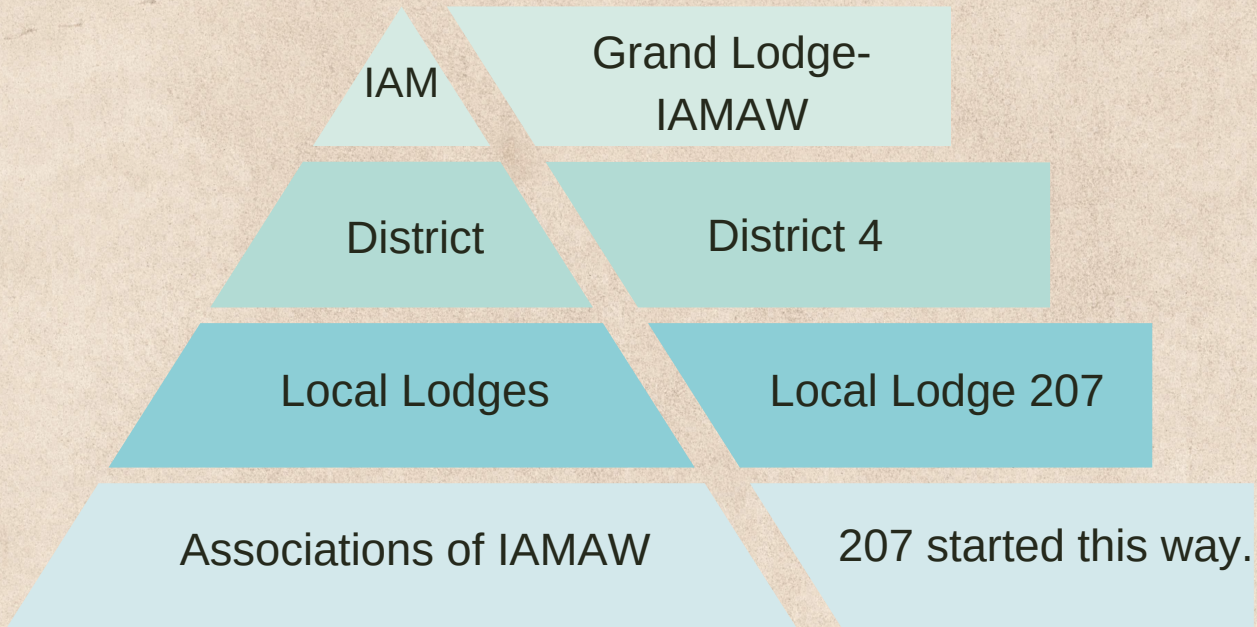 IAM
Grand Lodge-
IAMAW
District
District 4
Local Lodges
Local Lodge 207
Associations of IAMAW
207 started this way.